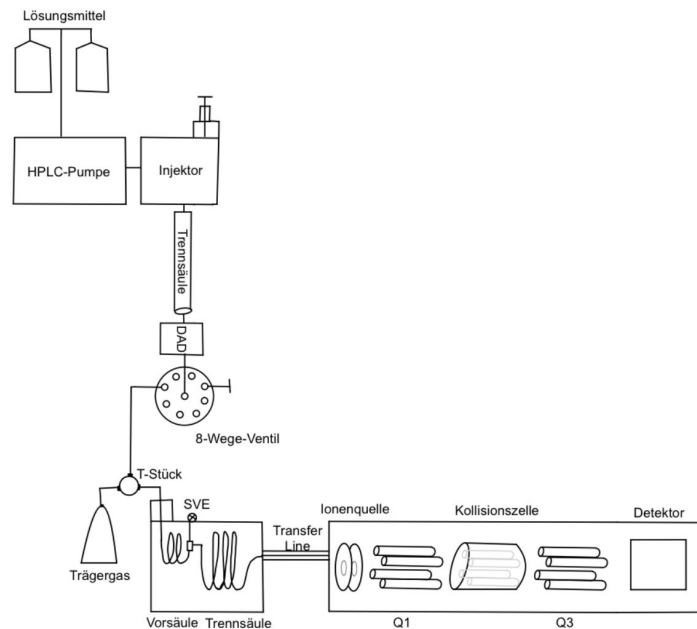 Lösungsmittel
HPLC-Pumpe
Injektor
Trennsäule
DAD
8-Wege-Ventil
T-Stück
SVE
Trägergas
Vorsäule
Trennsäule
Transfer
Line
Ionenquelle
Kollisionszelle
Detektor
Q1
Q3